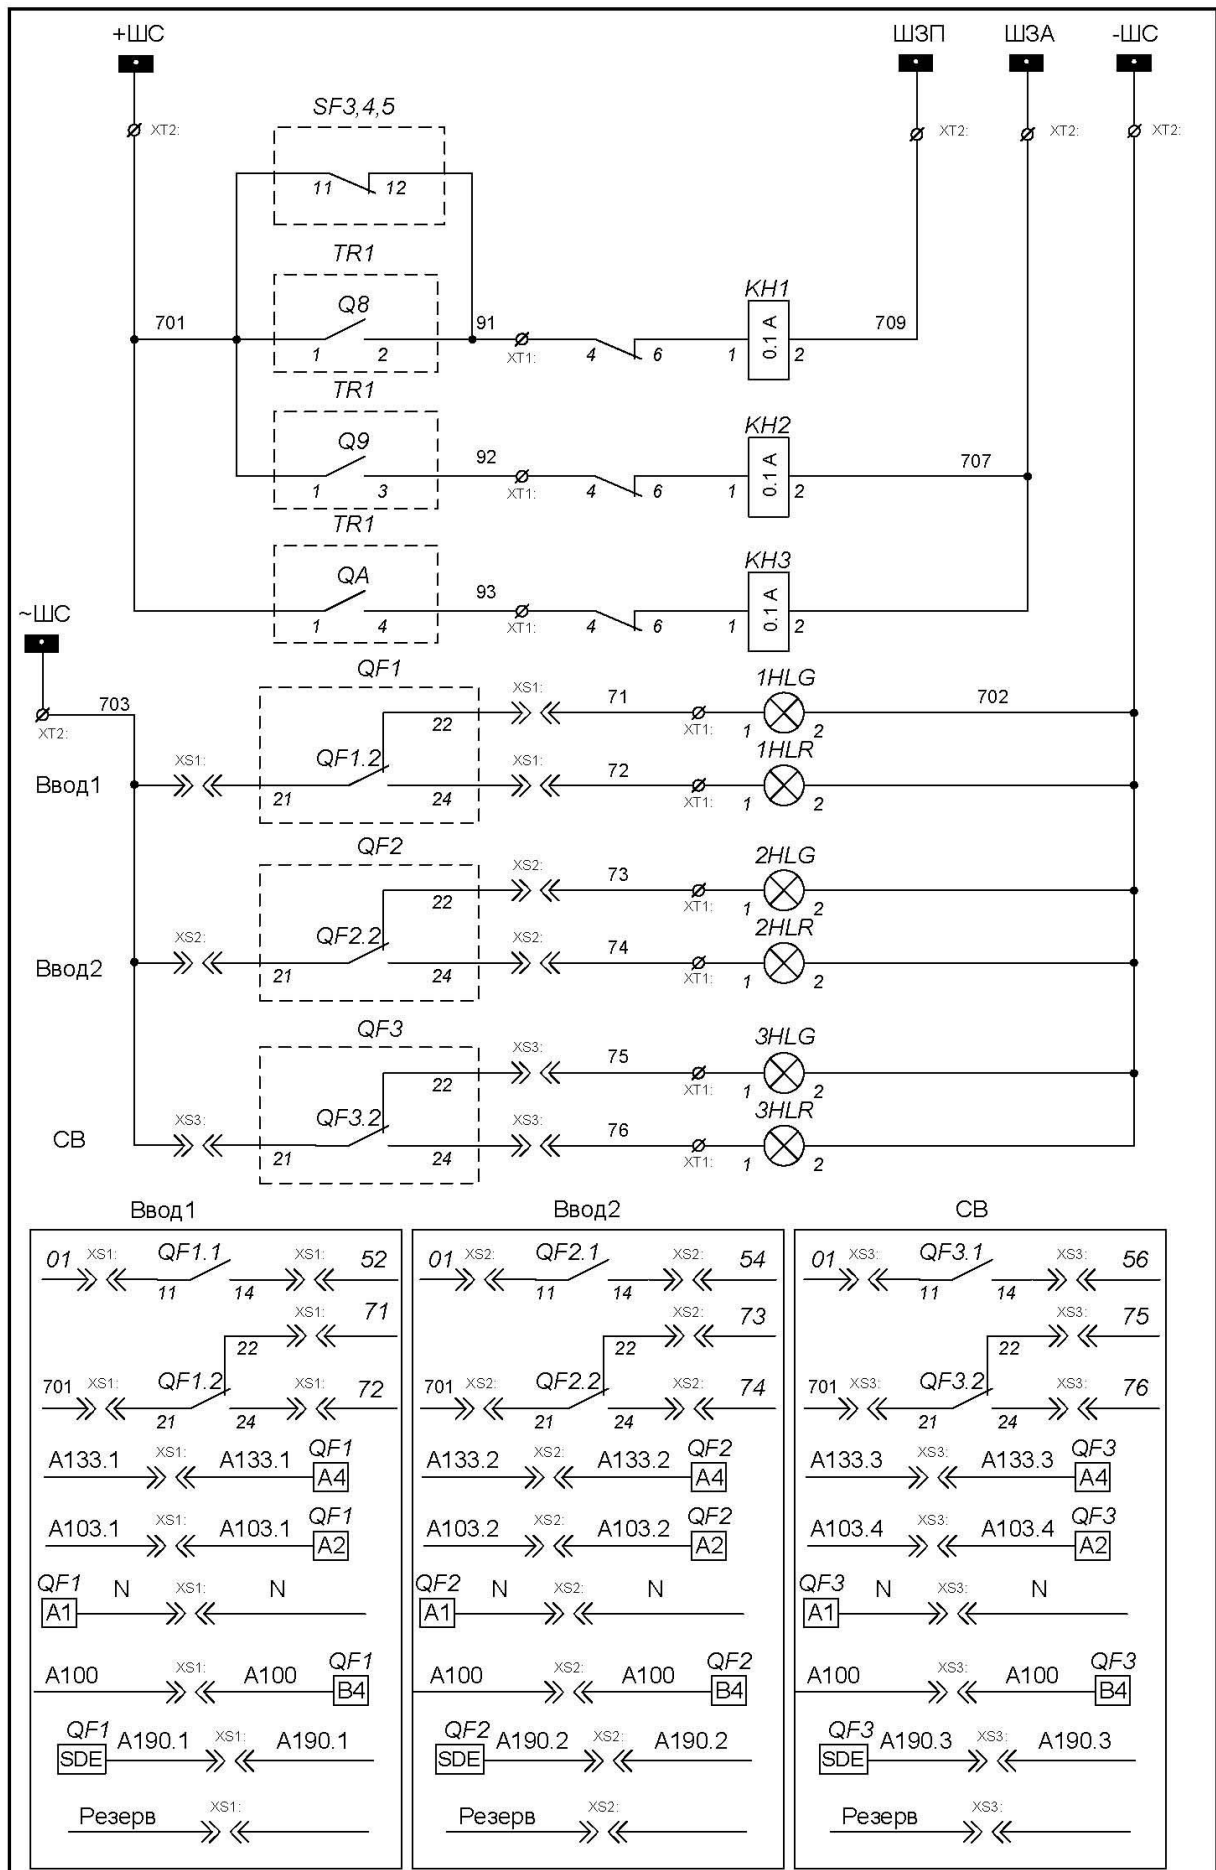 +ШС ШЗП ШЗА -ШС
XT2: XT2: XT2: XT2:
SF3,4,5
11 12
TR1
Q8
701 1 2 91 XT1: 4 6 KH1 1 0.1 A 2 709
TR1
Q9
1 3 92 XT1: 4 6 KH2 1 0.1 A 2 707
TR1
QA
1 4 93 XT1: 4 6 KH3 1 0.1 A 2
~ШС
703
XT2:
QF1
22 XS1: 71 XT1: 1HLG 1 2 702
Ввод1 XS1: 21 QF1.2 24 XS1: 72 XT1: 1HLR 1 2
QF2
22 XS2: 73 XT1: 2HLG 1 2
Ввод2 XS2: 21 QF2.2 24 XS2: 74 XT1: 2HLR 1 2
QF3
22 XS3: 75 XT1: 3HLG 1 2
СВ XS3: 21 QF3.2 24 XS3: 76 XT1: 3HLR 1 2
Ввод1
01 XS1: QF1.1 XS1: 52
11 14
XS1: 71
22
701 XS1: QF1.2 XS1: 72
21 24
A133.1 XS1: A133.1 QF1
A4
A103.1 XS1: A103.1 QF1
A2
QF1 N XS1: N
A1
A100 XS1: A100 QF1
B4
QF1 A190.1 XS1: A190.1
SDE
Резерв XS1:
Ввод2
01 XS2: QF2.1 XS2: 54
11 14
XS2: 73
22
701 XS2: QF2.2 XS2: 74
21 24
A133.2 XS2: A133.2 QF2
A4
A103.2 XS2: A103.2 QF2
A2
QF2 N XS2: N
A1
A100 XS2: A100 QF2
B4
QF2 A190.2 XS2: A190.2
SDE
Резерв XS2:
СВ
01 XS3: QF3.1 XS3: 56
11 14
XS3: 75
22
701 XS3: QF3.2 XS3: 76
21 24
A133.3 XS3: A133.3 QF3
A4
A103.4 XS3: A103.4 QF3
A2
QF3 N XS3: N
A1
A100 XS3: A100 QF3
B4
QF3 A190.3 XS3: A190.3
SDE
Резерв XS3: